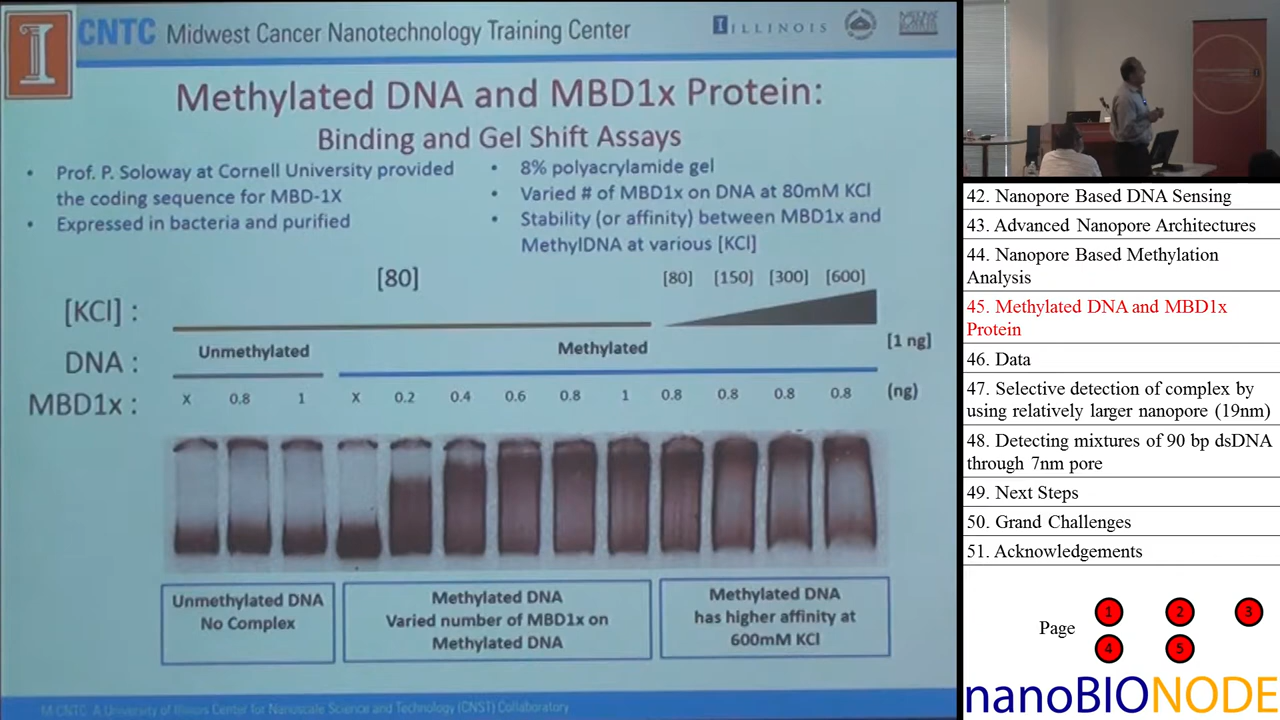 I
CNTC Midwest Cancer Nanotechnology Training Center
I ILLINOIS
Methylated DNA and MBD1x Protein:
Binding and Gel Shift Assays
• Prof. P. Soloway at Cornell University provided
the coding sequence for MBD-1X
• Expressed in bacteria and purified
• 8% polyacrylamide gel
• Varied # of MBD1x on DNA at 80mM KCl
• Stability (or affinity) between MBD1x and
MethylDNA at various [KCl]
[80] [80] [150] [300] [600]
[KCl] :
Unmethylated Methylated [1 ng]
DNA :
MBD1x : X 0.8 1 X 0.2 0.4 0.6 0.8 1 0.8 0.8 0.8 0.8 (ng)
Unmethylated DNA
No Complex
Methylated DNA
Varied number of MBD1x on
Methylated DNA
Methylated DNA
has higher affinity at
600mM KCl
M-CNTC A University of Illinois Center for Nanoscale Science and Technology (CNST) Collaboratory
42. Nanopore Based DNA Sensing
43. Advanced Nanopore Architectures
44. Nanopore Based Methylation
Analysis
45. Methylated DNA and MBD1x
Protein
46. Data
47. Selective detection of complex by
using relatively larger nanopore (19nm)
48. Detecting mixtures of 90 bp dsDNA
through 7nm pore
49. Next Steps
50. Grand Challenges
51. Acknowledgements
Page 1 2 3
4 5
nanoBIONODE